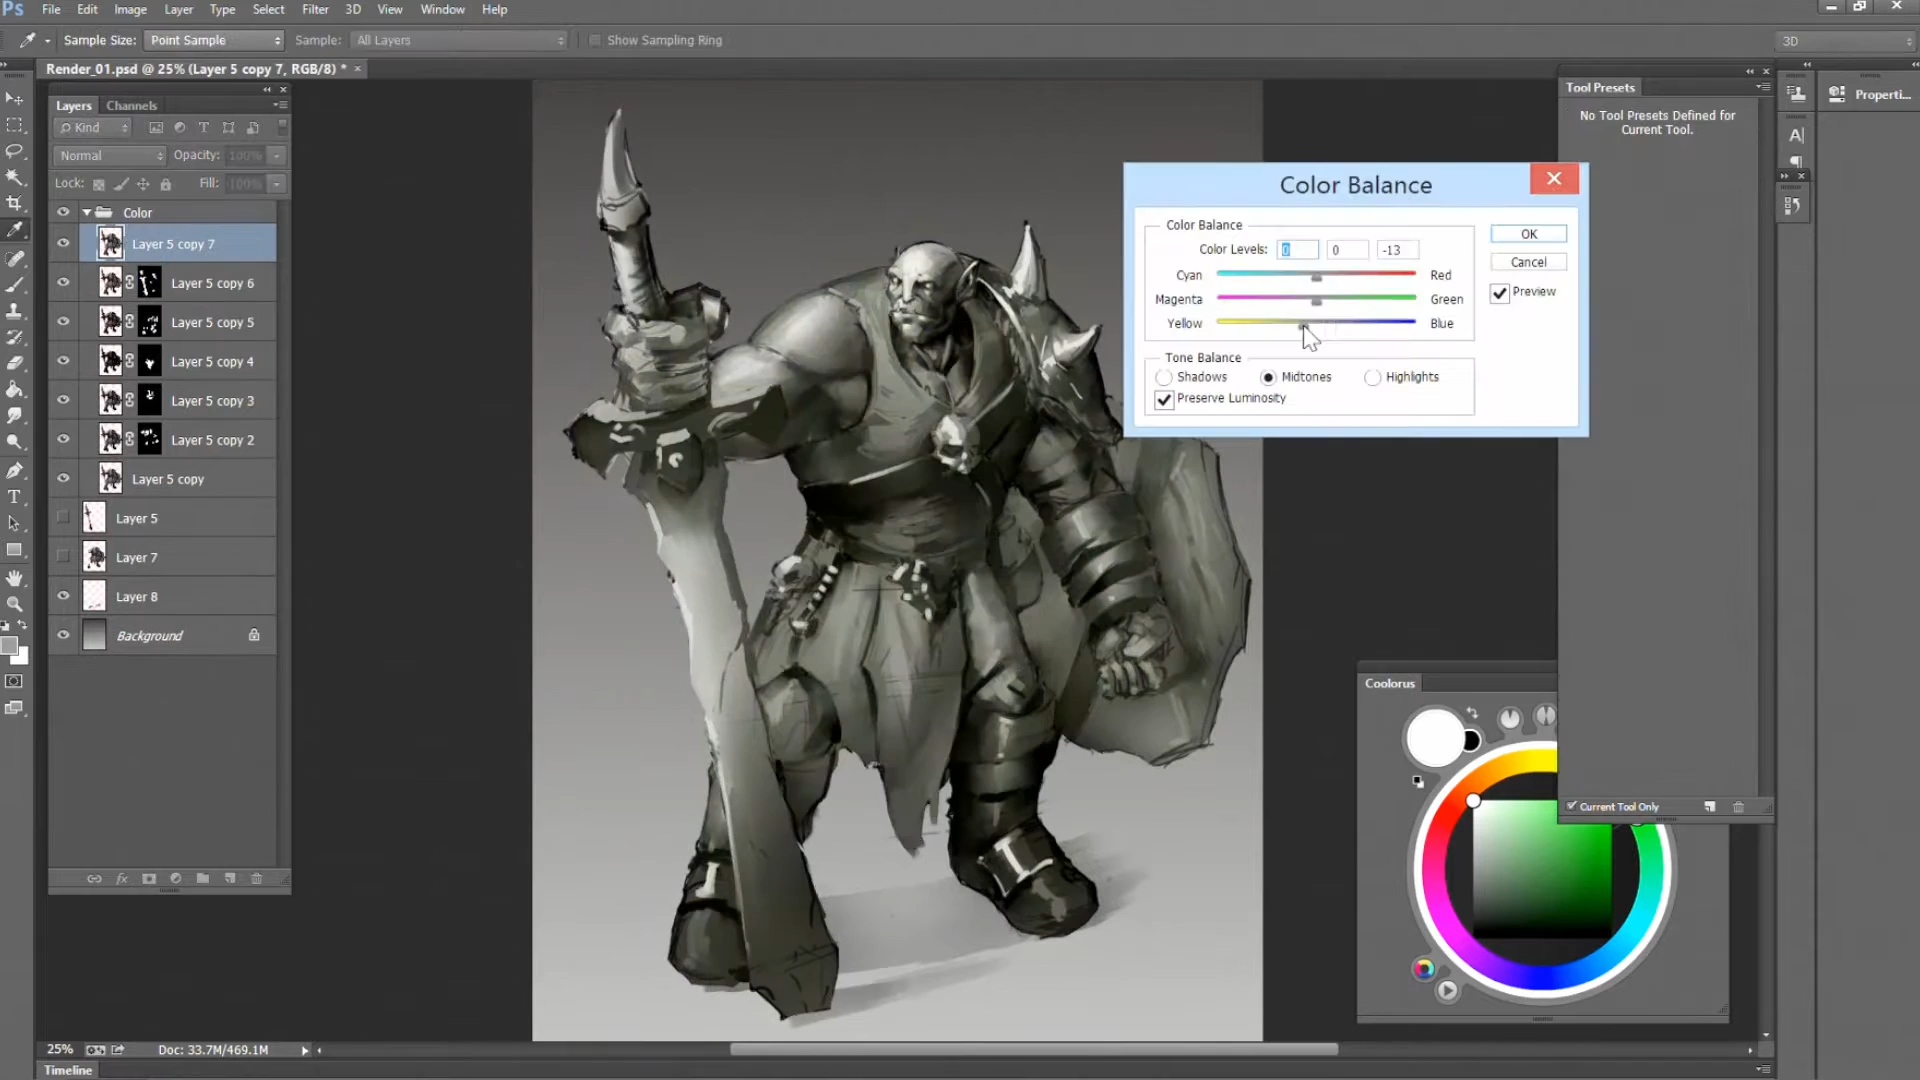 Ps File Edit Image Layer Type Select Filter 3D View Window Help
Sample Size: Point Sample Sample: All Layers Show Sampling Ring 3D
Render_01.psd @ 25% (Layer 5 copy 7, RGB/8) * ×
Layers Channels
Kind
Normal Opacity: 100%
Lock: Fill: 100%
Color
Layer 5 copy 7
Layer 5 copy 6
Layer 5 copy 5
Layer 5 copy 4
Layer 5 copy 3
Layer 5 copy 2
Layer 5 copy
Layer 5
Layer 7
Layer 8
Background
fx
Color Balance
Color Balance
Color Levels: 0 0 -13
Cyan Red
Magenta Green
Yellow Blue
Tone Balance
Shadows Midtones Highlights
Preserve Luminosity
OK
Cancel
Preview
Tool Presets
No Tool Presets Defined for
Current Tool.
Current Tool Only
Properti...
Coolorus
25% Doc: 33.7M/469.1M
Timeline